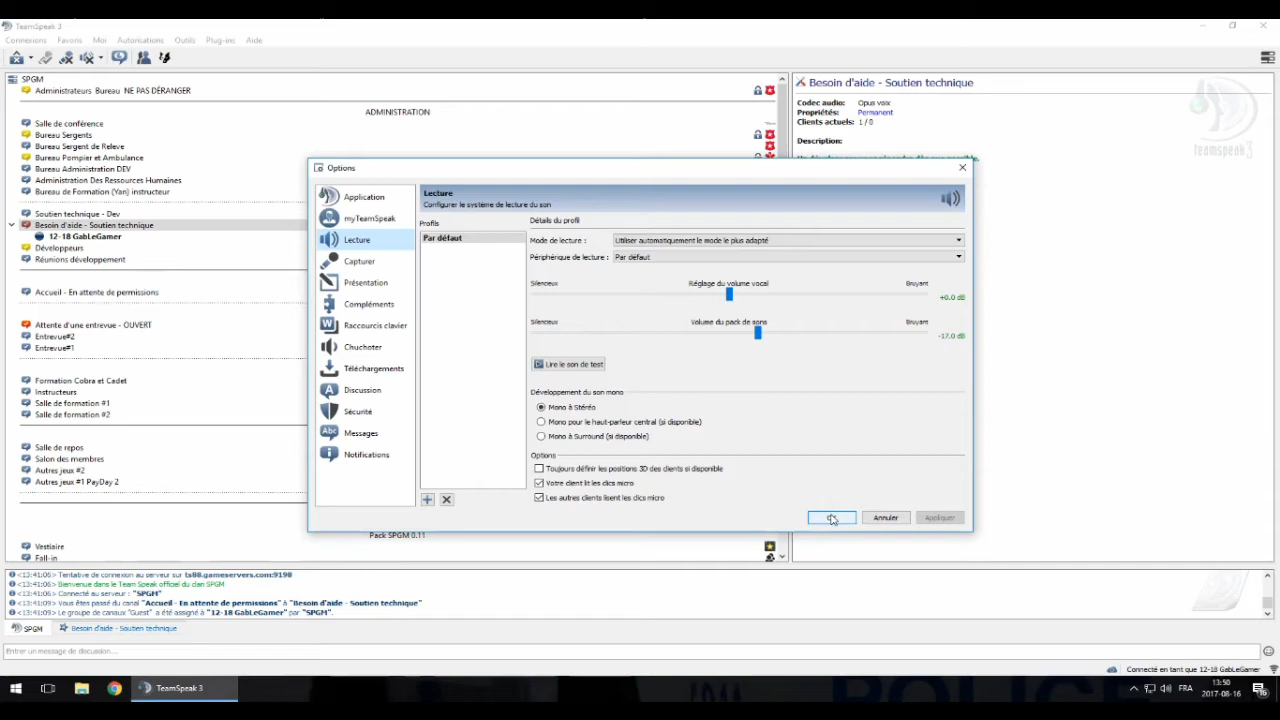 TeamSpeak 3
Connexions Favoris Moi Autorisations Outils Plug-ins Aide
SPGM
Administrateurs Bureau NE PAS DÉRANGER
ADMINISTRATION
Salle de conférence
Bureau Sergents
Bureau Sergent de Releve
Bureau Pompier et Ambulance
Bureau Administration DEV
Administration Des Ressources Humaines
Bureau de Formation (Yan) instructeur
Soutien technique - Dev
Besoin d'aide - Soutien technique
12-18 GabLeGamer
Développeurs
Réunions développement
Accueil - En attente de permissions
Attente d'une entrevue - OUVERT
Entrevue#2
Entrevue#1
Formation Cobra et Cadet
Instructeurs
Salle de formation #1
Salle de formation #2
Salle de repos
Salon des membres
Autres jeux #2
Autres jeux #1 PayDay 2
Pack SPGM 0.11
Vestiaire
Fall-in
Besoin d'aide - Soutien technique
Codec audio: Opus voix
Propriétés: Permanent
Clients actuels: 1 / 0
Description:
teamspeak3
Options
Application
myTeamSpeak
Lecture
Capturer
Présentation
Compléments
Raccourcis clavier
Chuchoter
Téléchargements
Discussion
Sécurité
Messages
Notifications
Lecture
Configurer le système de lecture du son
Profils
Par défaut
Détails du profil
Mode de lecture : Utiliser automatiquement le mode le plus adapté
Périphérique de lecture : Par défaut
Silencieux Réglage du volume vocal Bruyant
+0.0 dB
Silencieux Volume du pack de sons Bruyant
-17.0 dB
Lire le son de test
Développement du son mono
Mono à Stéréo
Mono pour le haut-parleur central (si disponible)
Mono à Surround (si disponible)
Options
Toujours définir les positions 3D des clients si disponible
Votre client lit les clics micro
Les autres clients lisent les clics micro
Annuler Appliquer
<13:41:06> Tentative de connexion au serveur sur ts88.gameservers.com:9190
<13:41:06> Bienvenue dans le Team Speak officiel du clan SPGM
<13:41:06> Connecté au serveur : "SPGM"
<13:41:09> Vous êtes passé du canal "Accueil - En attente de permissions" à "Besoin d'aide - Soutien technique"
<13:41:09> Le groupe de canaux "Guest" a été assigné à "12-18 GabLeGamer" par "SPGM".
SPGM Besoin d'aide - Soutien technique
Entrer un message de discussion...
Connecté en tant que 12-18 GabLeGamer
TeamSpeak 3
FRA
13:50
2017-08-16